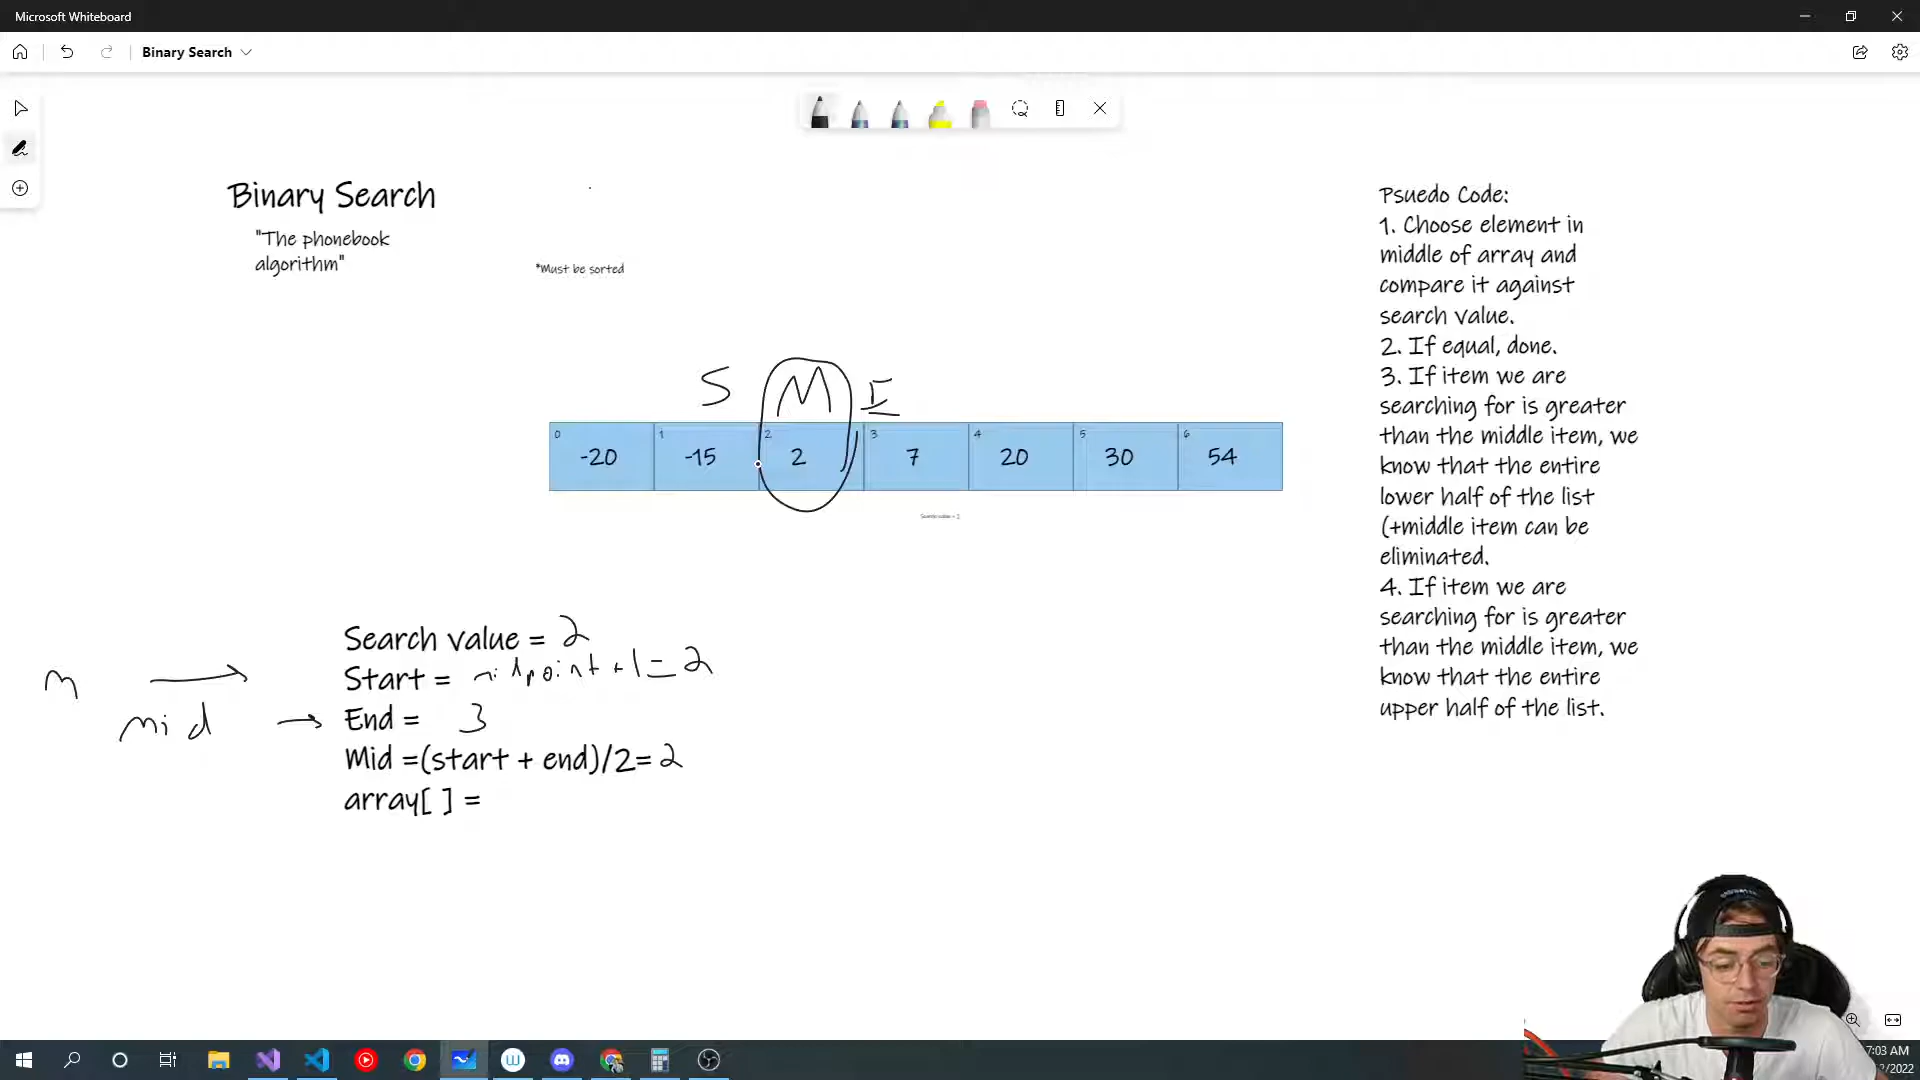 Microsoft Whiteboard
Binary Search
Binary Search
"The phonebook
algorithm"
*Must be sorted
S M E
0 1 2 3 4 5 6
-20 -15 2 7 20 30 54
Search value = 2
Start = midpoint + 1 = 2
End = 3
Mid =(start + end)/2= 2
array[ ] =
m
mid
Psuedo Code:
1. Choose element in
middle of array and
compare it against
search value.
2. If equal, done.
3. If item we are
searching for is greater
than the middle item, we
know that the entire
lower half of the list
(+middle item can be
eliminated.
4. If item we are
searching for is greater
than the middle item, we
know that the entire
upper half of the list.
7:03 AM
/2022